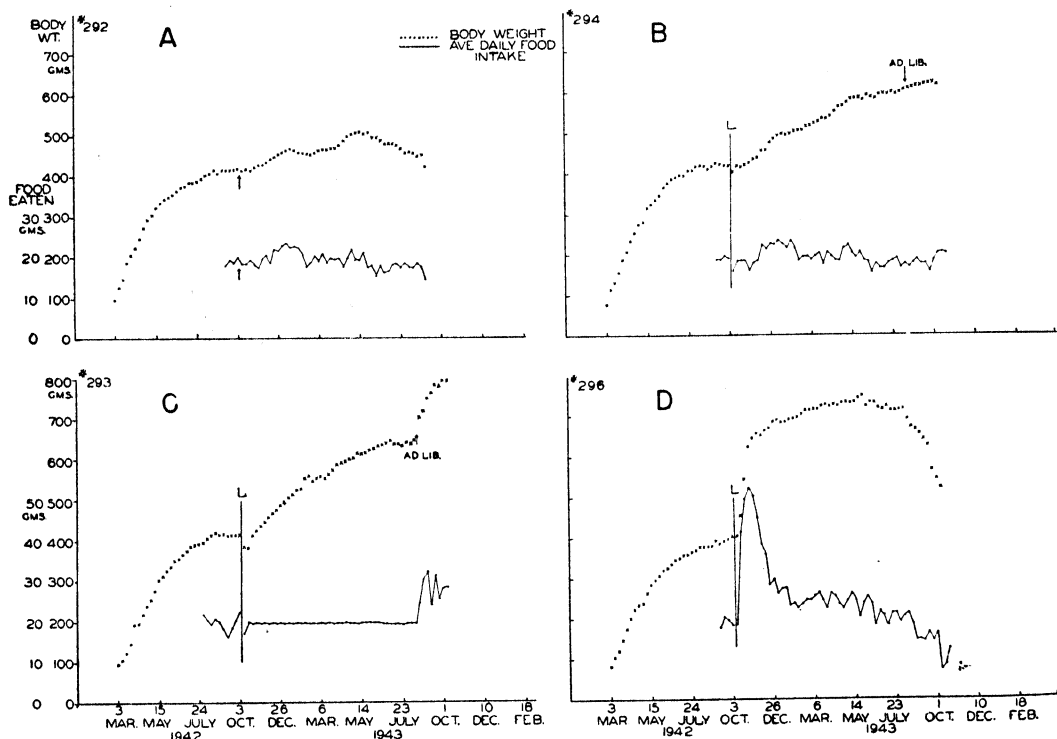 BODY WT. *292 A
700
GMS.
600
500
400
FOOD EATEN
30 300
GMS.
20 200
10 100
0 0
BODY WEIGHT
AVE DAILY FOOD INTAKE
*294 B
AD LIB.
L
800 *293 C
GMS.
700
600
AD LIB.
50 500
GMS.
L
40 400
30 300
20 200
10 100
0 0
3 15 24 3 26 6 14 23 1 10 18
MAR. MAY JULY OCT. DEC. MAR. MAY JULY OCT. DEC. FEB.
1942 1943
*296 D
L
3 15 24 3 26 6 14 23 1 10 18
MAR. MAY JULY OCT. DEC. MAR. MAY JULY OCT. DEC. FEB.
1942 1943